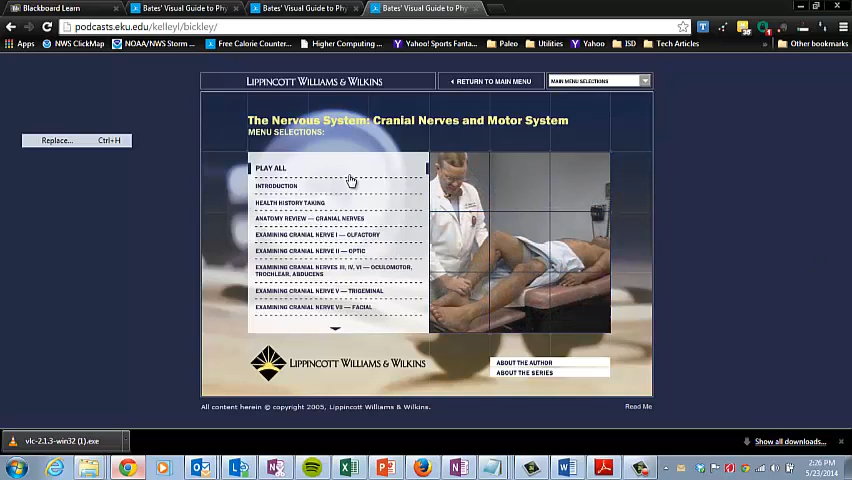 Blackboard Learn
Bates' Visual Guide to Phy
Bates' Visual Guide to Phy
Bates' Visual Guide to Phy
podcasts.eku.edu/kelleyl/bickley/
Apps
NWS ClickMap
NOAA/NWS Storm ...
Free Calorie Counter...
Higher Computing ...
Yahoo! Sports Fanta...
Paleo
Utilities
Yahoo
ISD
Tech Articles
Other bookmarks
LIPPINCOTT WILLIAMS & WILKINS
RETURN TO MAIN MENU
MAIN MENU SELECTIONS
The Nervous System: Cranial Nerves and Motor System
MENU SELECTIONS:
Replace... Ctrl+H
PLAY ALL
INTRODUCTION
HEALTH HISTORY TAKING
ANATOMY REVIEW — CRANIAL NERVES
EXAMINING CRANIAL NERVE I — OLFACTORY
EXAMINING CRANIAL NERVE II — OPTIC
EXAMINING CRANIAL NERVES III, IV, VI — OCULOMOTOR,
TROCHLEAR, ABDUCENS
EXAMINING CRANIAL NERVE V — TRIGEMINAL
EXAMINING CRANIAL NERVE VII — FACIAL
LIPPINCOTT WILLIAMS & WILKINS
ABOUT THE AUTHOR
ABOUT THE SERIES
All content herein © copyright 2005, Lippincott Williams & Wilkins.
Read Me
vlc-2.1.3-win32 (1).exe
Show all downloads...
2:26 PM
5/23/2014